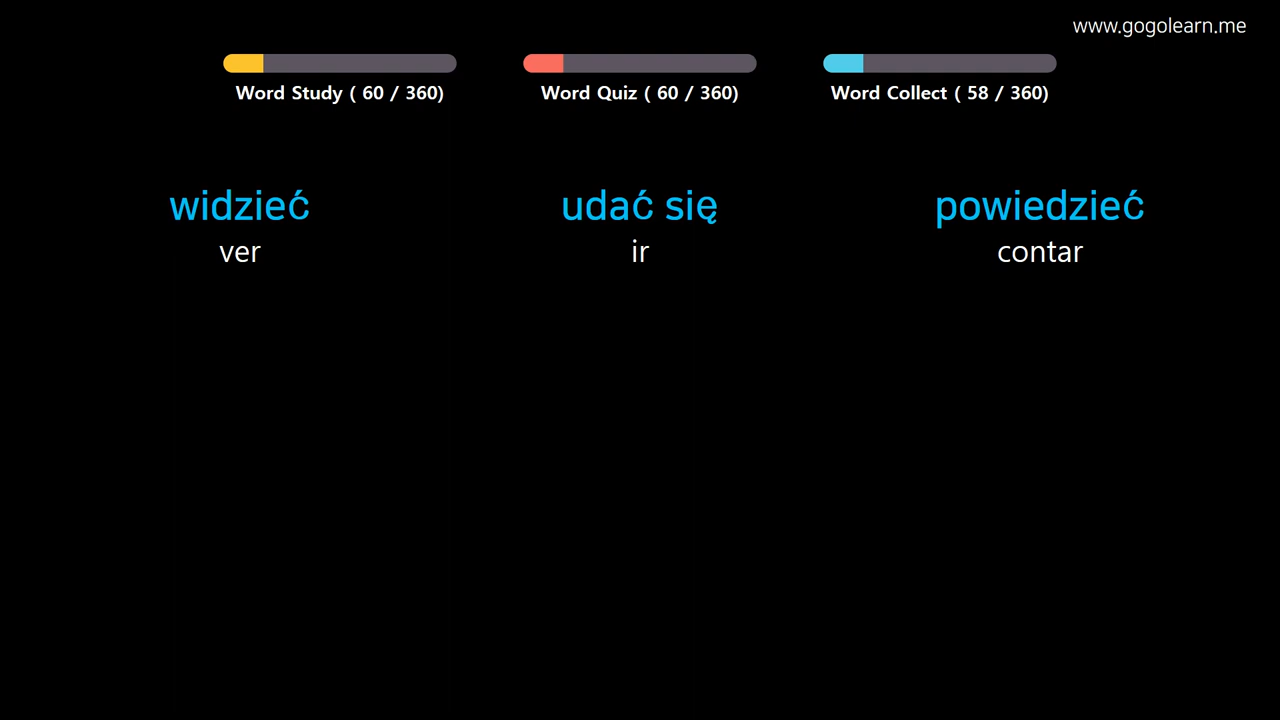 www.gogolearn.me
Word Study ( 60 / 360)
Word Quiz ( 60 / 360)
Word Collect ( 58 / 360)
widzieć
ver
udać się
ir
powiedzieć
contar